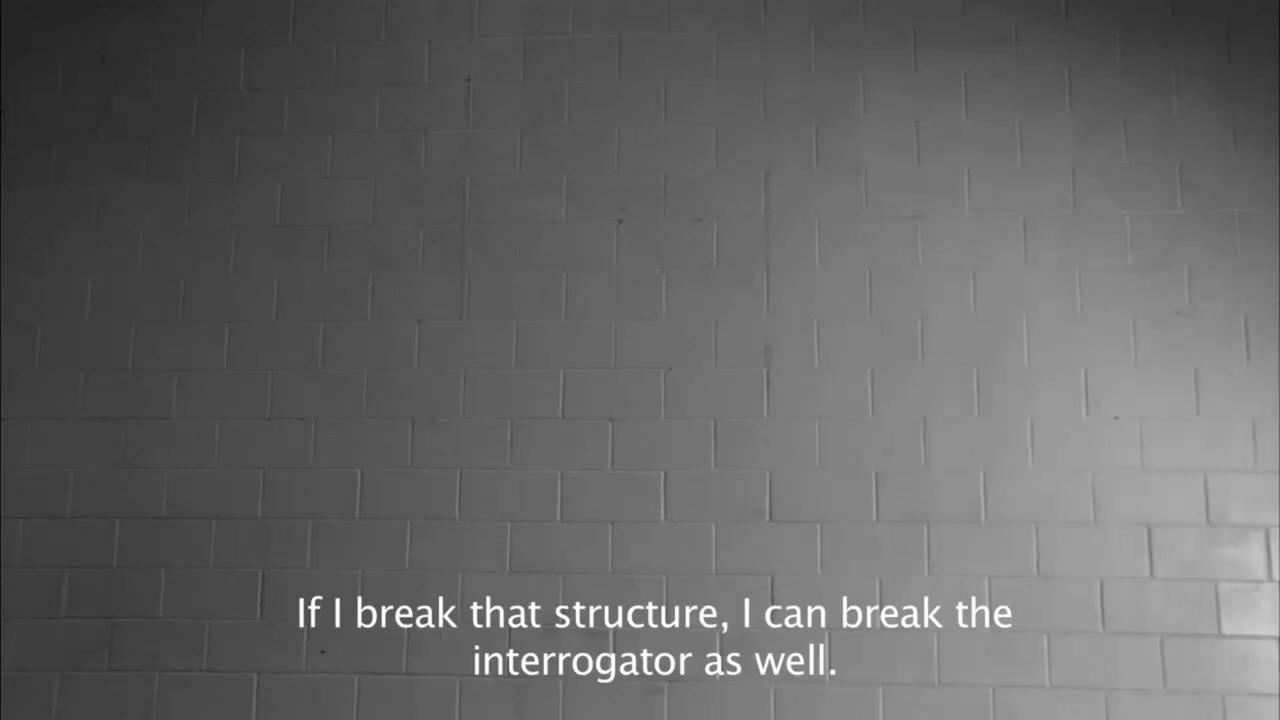 If I break that structure, I can break the
interrogator as well.